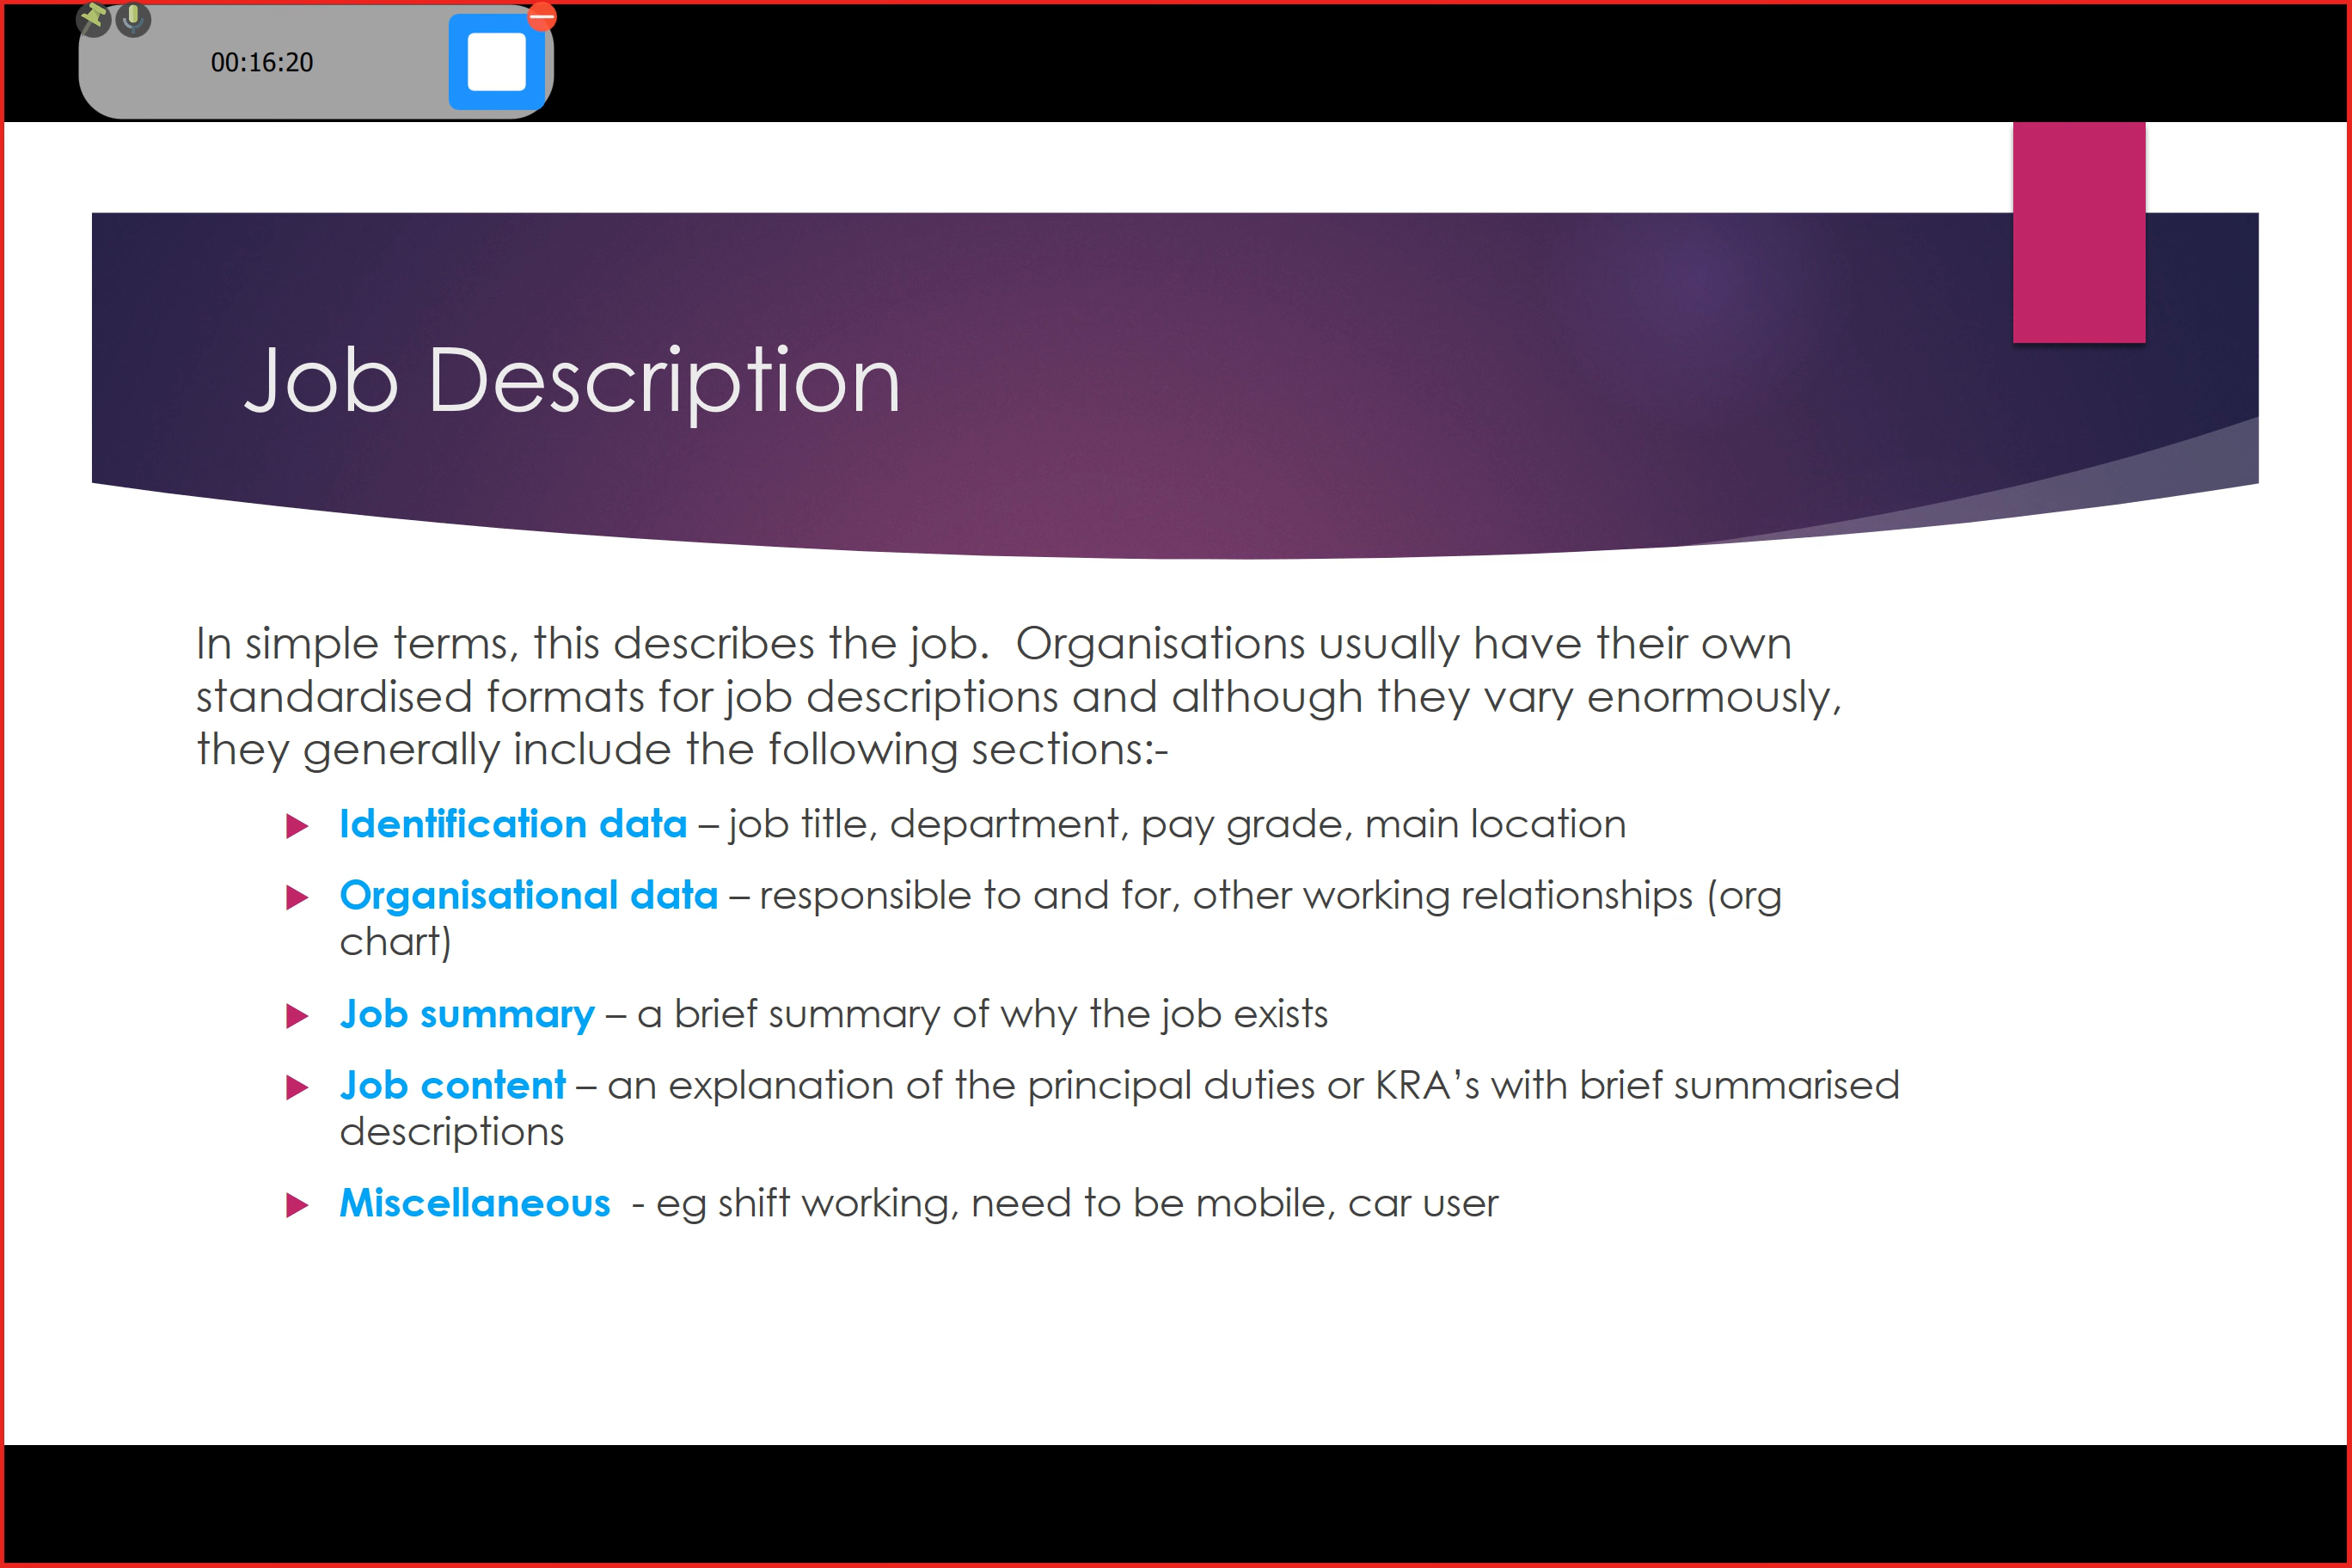 00:16:20
Job Description
In simple terms, this describes the job.  Organisations usually have their own
standardised formats for job descriptions and although they vary enormously,
they generally include the following sections:-
Identification data – job title, department, pay grade, main location
Organisational data – responsible to and for, other working relationships (org
chart)
Job summary – a brief summary of why the job exists
Job content – an explanation of the principal duties or KRA’s with brief summarised
descriptions
Miscellaneous  - eg shift working, need to be mobile, car user